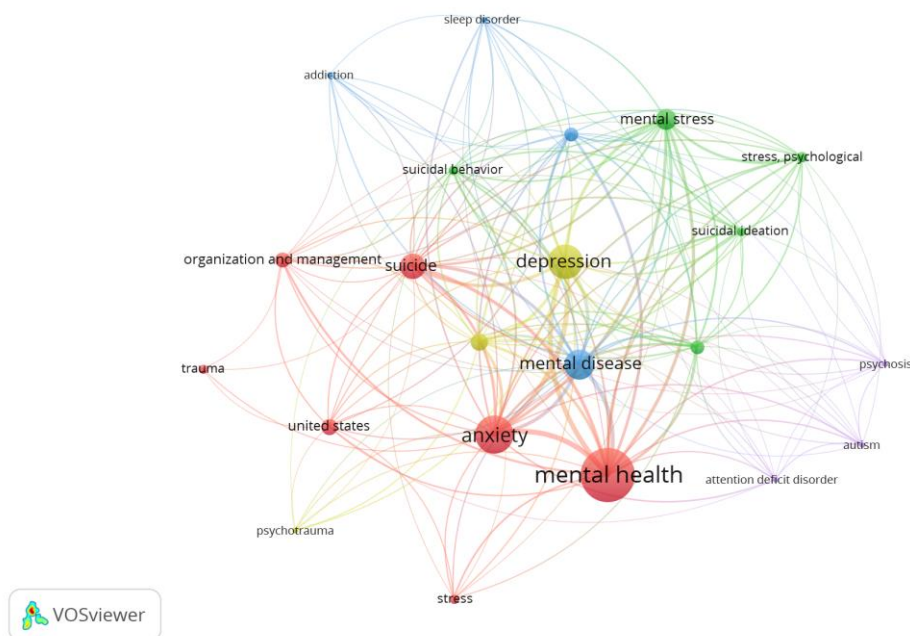 sleep disorder
addiction
mental stress
stress, psychological
suicidal behavior
suicidal ideation
organization and management
suicide
depression
mental disease
psychosis
trauma
united states
anxiety
autism
mental health
attention deficit disorder
psychotrauma
stress
VOSviewer